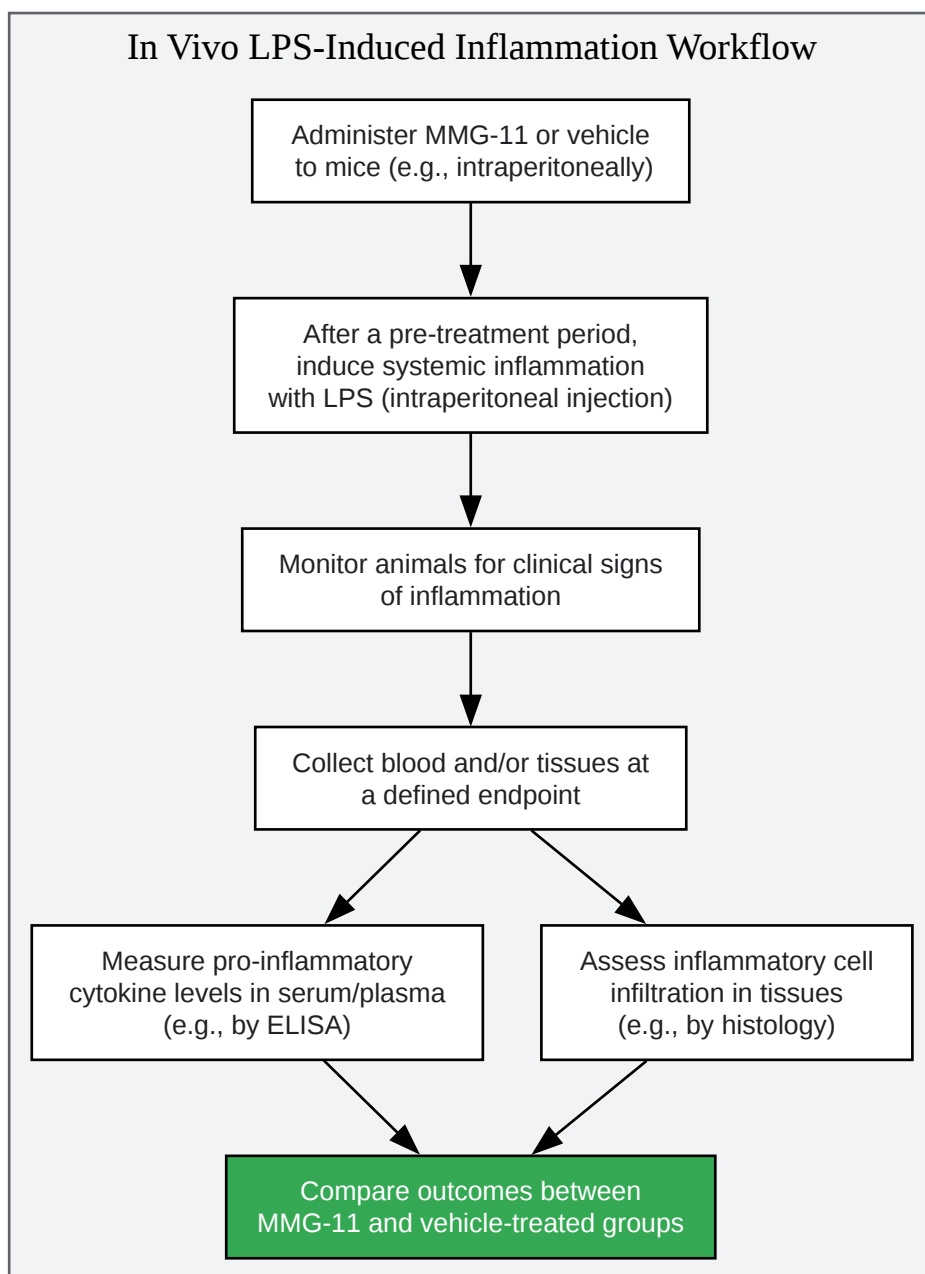 In Vivo LPS-Induced Inflammation Workflow
Administer MMG-11 or vehicle
to mice (e.g., intraperitoneally)
After a pre-treatment period,
induce systemic inflammation
with LPS (intraperitoneal injection)
Monitor animals for clinical signs
of inflammation
Collect blood and/or tissues at
a defined endpoint
Measure pro-inflammatory
cytokine levels in serum/plasma
(e.g., by ELISA)
Assess inflammatory cell
infiltration in tissues
(e.g., by histology)
Compare outcomes between
MMG-11 and vehicle-treated groups